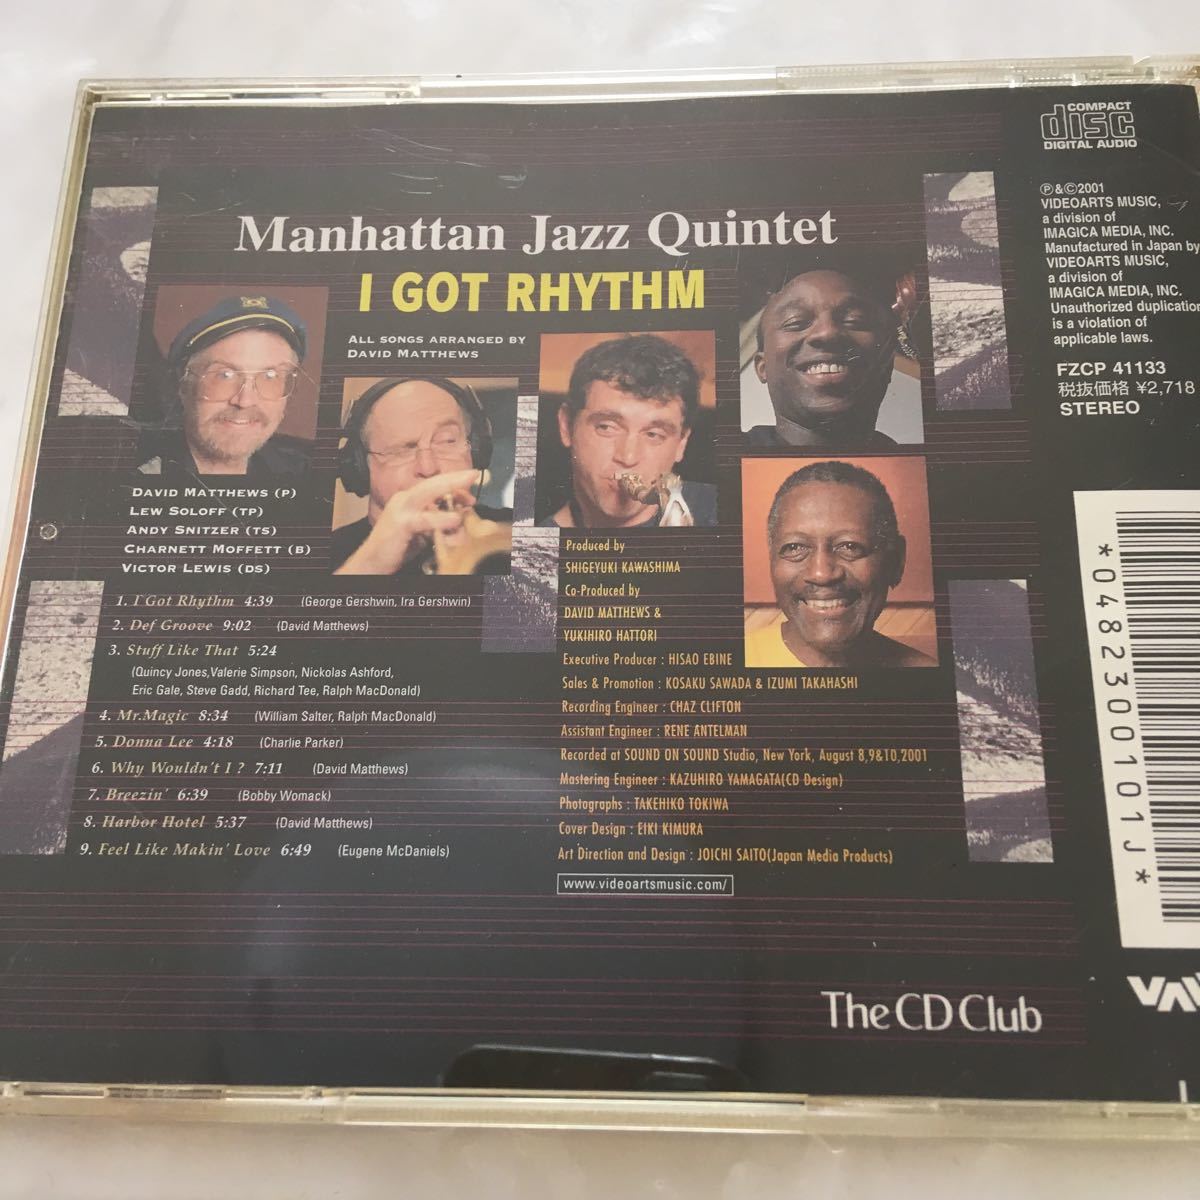 Manhattan Jazz Quintet
I GOT RHYTHM
ALL SONGS ARRANGED BY
DAVID MATTHEWS
DAVID MATTHEWS (P)
LEW SOLOFF (TP)
ANDY SNITZER (TS)
CHARNETT MOFFETT (B)
VICTOR LEWIS (DS)
1. I Got Rhythm 4:39 (George Gershwin, Ira Gershwin)
2. Def Groove 9:02 (David Matthews)
3. Stuff Like That 5:24
(Quincy Jones,Valerie Simpson, Nickolas Ashford,
Eric Gale, Steve Gadd, Richard Tee, Ralph MacDonald)
4. Mr.Magic 8:34 (William Salter, Ralph MacDonald)
5. Donna Lee 4:18 (Charlie Parker)
6. Why Wouldn't I ? 7:11 (David Matthews)
7. Breezin' 6:39 (Bobby Womack)
8. Harbor Hotel 5:37 (David Matthews)
9. Feel Like Makin' Love 6:49 (Eugene McDaniels)
Produced by
SHIGEYUKI KAWASHIMA
Co-Produced by
DAVID MATTHEWS &
YUKIHIRO HATTORI
Executive Producer : HISAO EBINE
Sales & Promotion : KOSAKU SAWADA & IZUMI TAKAHASHI
Recording Engineer : CHAZ CLIFTON
Assistant Engineer : RENE ANTELMAN
Recorded at SOUND ON SOUND Studio, New York, August 8,9&10,2001
Mastering Engineer : KAZUHIRO YAMAGATA(CD Design)
Photographs : TAKEHIKO TOKIWA
Cover Design : EIKI KIMURA
Art Direction and Design : JOICHI SAITO(Japan Media Products)
www.videoartsmusic.com/
The CD Club
COMPACT
disc
DIGITAL AUDIO
℗&©2001
VIDEOARTS MUSIC,
a division of
IMAGICA MEDIA, INC.
Manufactured in Japan by
VIDEOARTS MUSIC,
a division of
IMAGICA MEDIA, INC.
Unauthorized duplication
is a violation of
applicable laws.
FZCP 41133
税抜価格 ¥2,718
STEREO
*0482300101J*